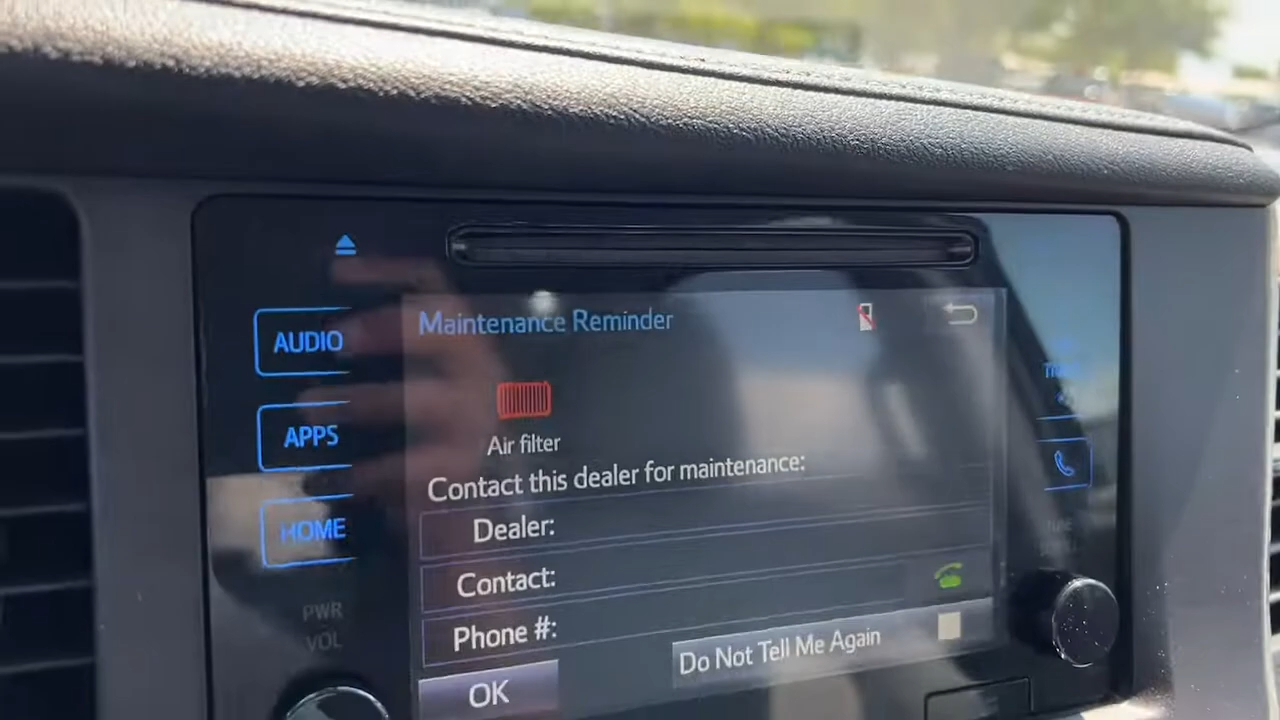 AUDIO
APPS
HOME
PWR
VOL
Maintenance Reminder
Air filter
Contact this dealer for maintenance:
Dealer:
Contact:
Phone #:
Do Not Tell Me Again
OK